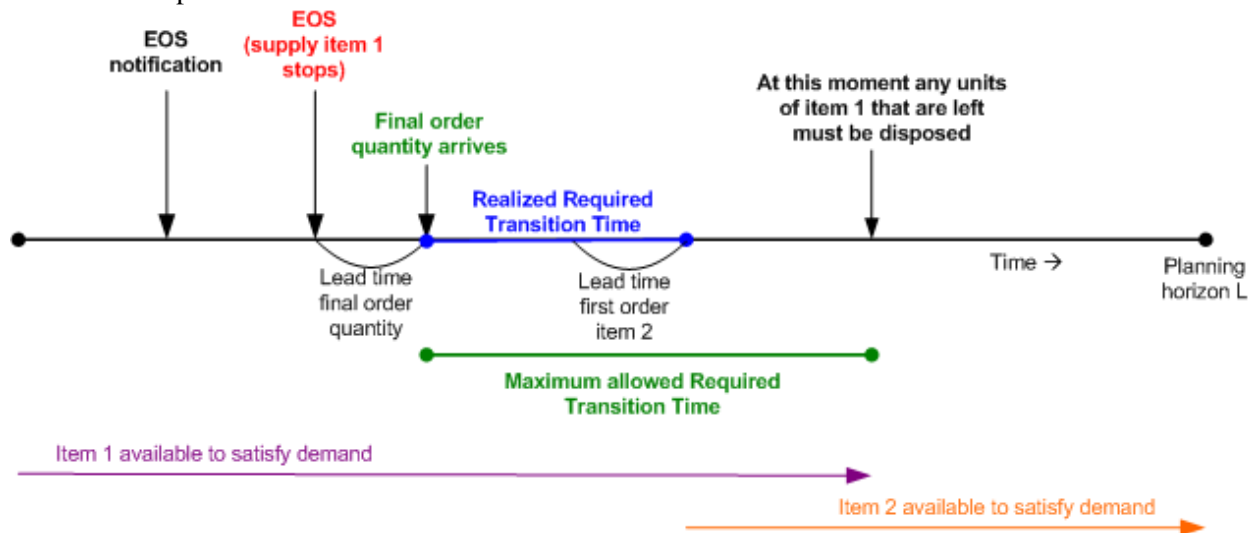 EOS
notification
EOS
(supply item 1
stops)
Final order
quantity arrives
At this moment any units
of item 1 that are left
must be disposed
Realized Required
Transition Time
Lead time
final order
quantity
Lead time
first order
item 2
Time →
Planning
horizon L
Maximum allowed Required
Transition Time
Item 1 available to satisfy demand
Item 2 available to satisfy demand